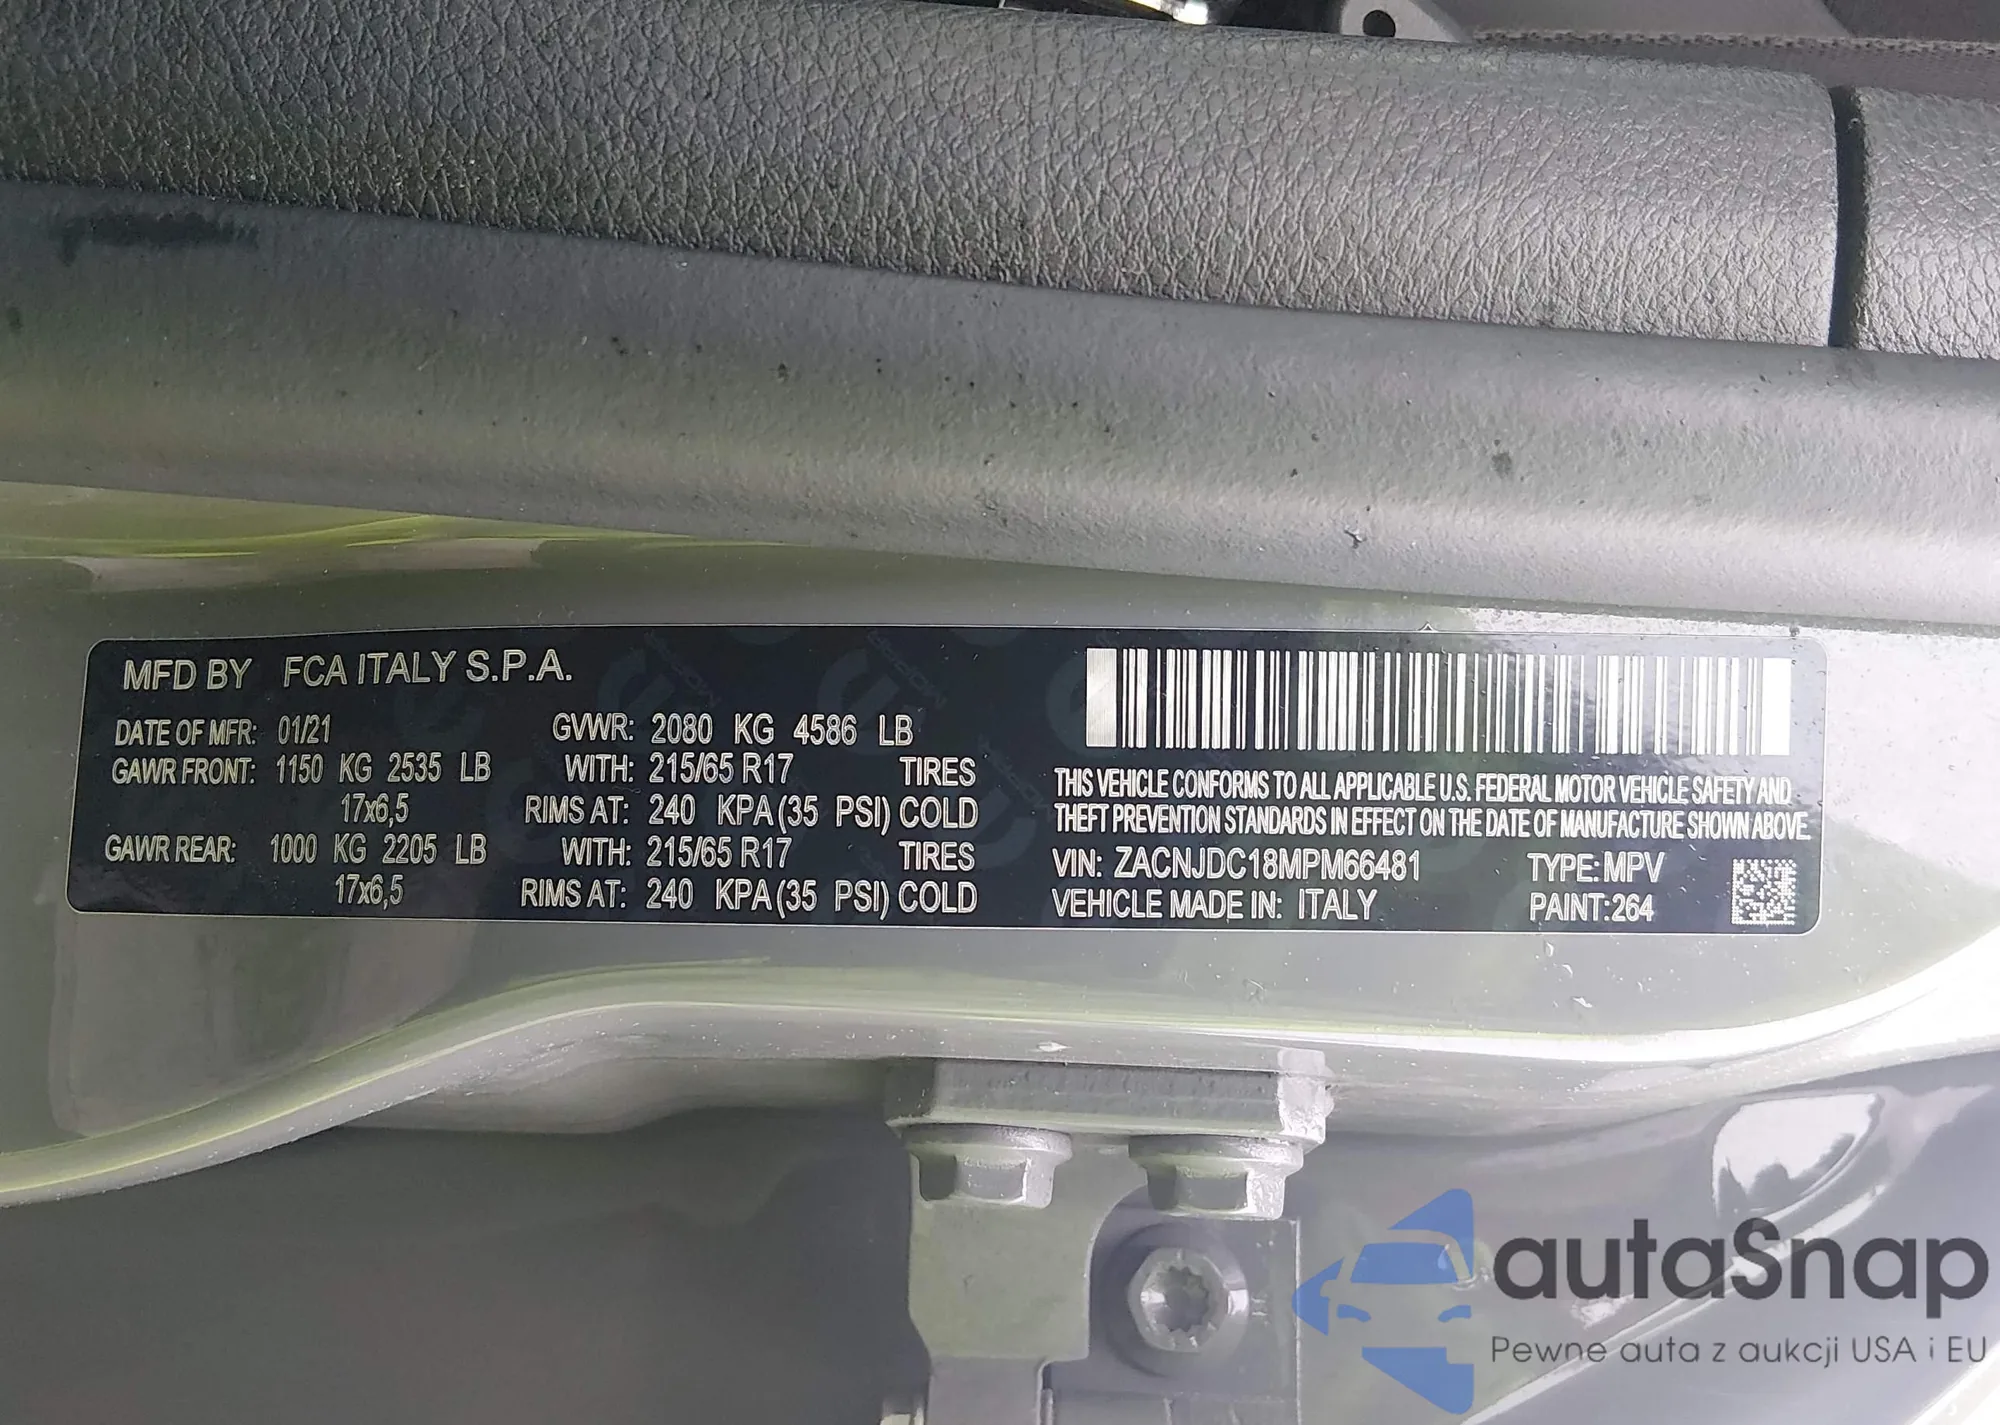 MFD BY FCA ITALY S.P.A.
DATE OF MFR: 01/21 GVWR: 2080 KG 4586 LB
GAWR FRONT: 1150 KG 2535 LB WITH: 215/65 R17 TIRES
17x6,5 RIMS AT: 240 KPA (35 PSI) COLD
GAWR REAR: 1000 KG 2205 LB WITH: 215/65 R17 TIRES
17x6,5 RIMS AT: 240 KPA (35 PSI) COLD
THIS VEHICLE CONFORMS TO ALL APPLICABLE U.S. FEDERAL MOTOR VEHICLE SAFETY AND
THEFT PREVENTION STANDARDS IN EFFECT ON THE DATE OF MANUFACTURE SHOWN ABOVE.
VIN: ZACNJDC18MPM66481 TYPE: MPV
VEHICLE MADE IN: ITALY PAINT: 264
autaSnap
Pewne auta z aukcji USA i EU